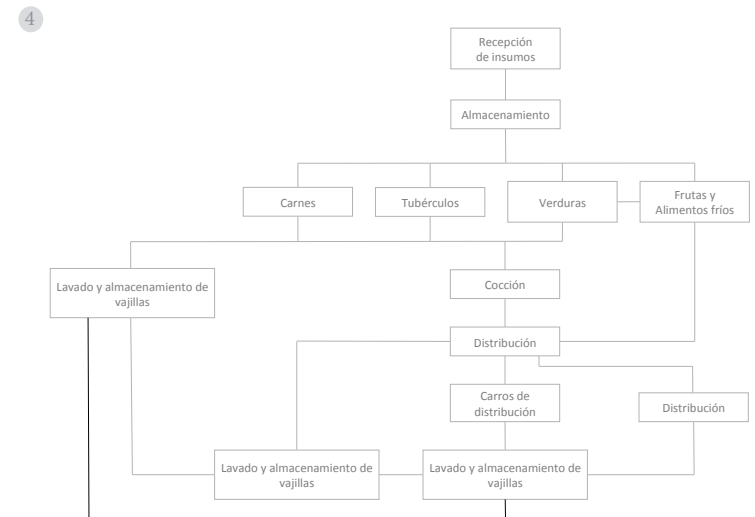 4
Recepción
de insumos
Almacenamiento
Carnes
Tubérculos
Verduras
Frutas y
Alimentos fríos
Lavado y almacenamiento de
vajillas
Cocción
Distribución
Carros de
distribución
Distribución
Lavado y almacenamiento de
vajillas
Lavado y almacenamiento de
vajillas